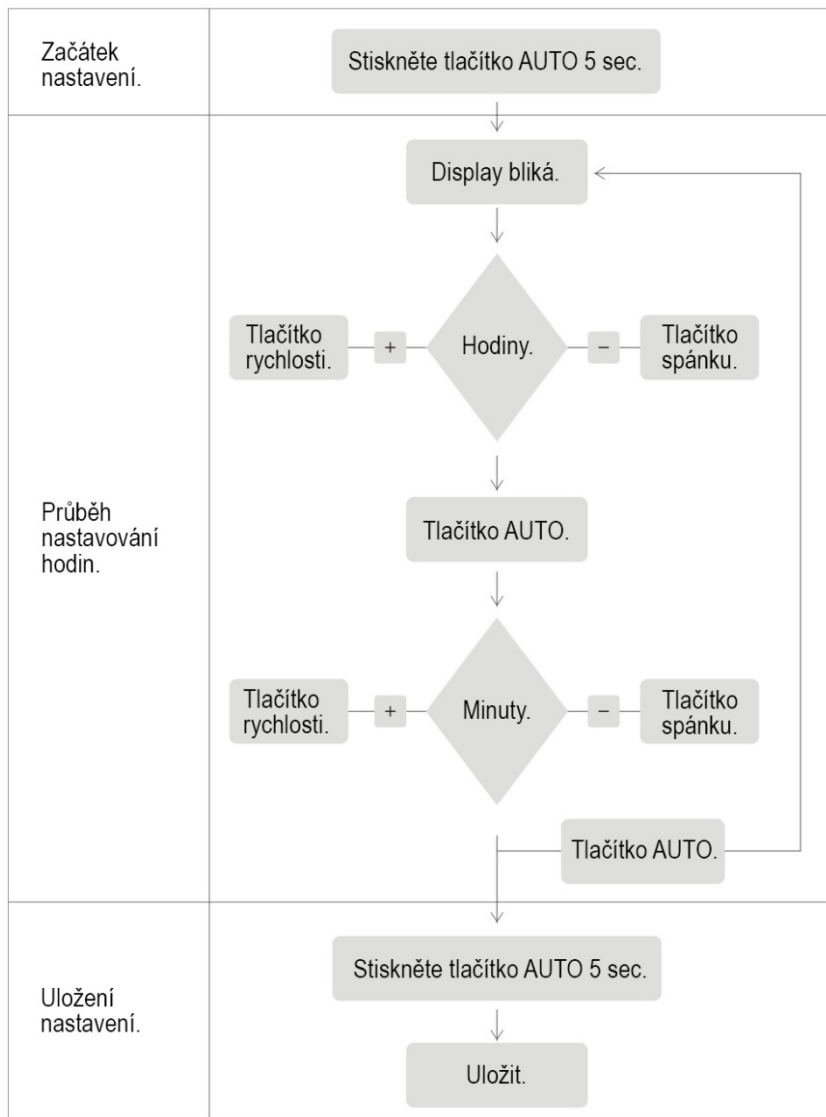 Začátek
nastavení.
Stiskněte tlačítko AUTO 5 sec.
Průběh
nastavování
hodin.
Display bliká.
Tlačítko
rychlosti.
+
Hodiny.
–
Tlačítko
spánku.
Tlačítko AUTO.
Tlačítko
rychlosti.
+
Minuty.
–
Tlačítko
spánku.
Tlačítko AUTO.
Uložení
nastavení.
Stiskněte tlačítko AUTO 5 sec.
Uložit.